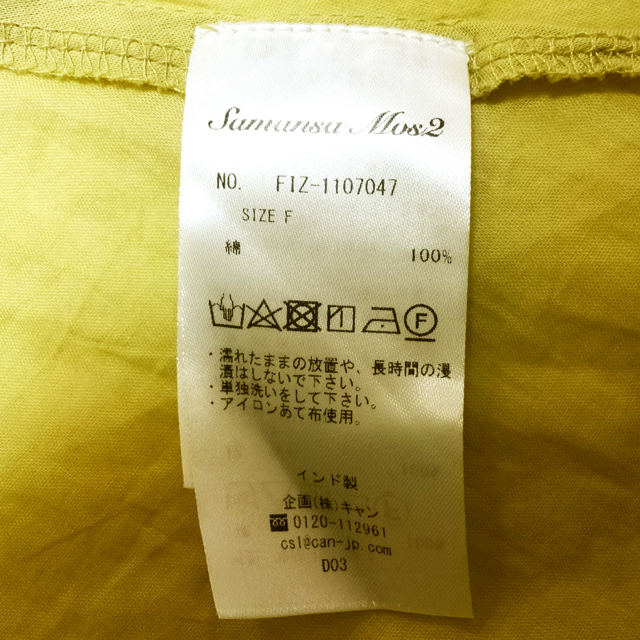 Samansa Mos2
NO. FIZ-1107047
SIZE F
綿 100%
F
・濡れたままの放置や、長時間の浸
漬はしないで下さい。
・単独洗いをして下さい。
・アイロンあて布使用。
インド製
企画(株)キャン
0120-112961
csl@can-jp.com
D03